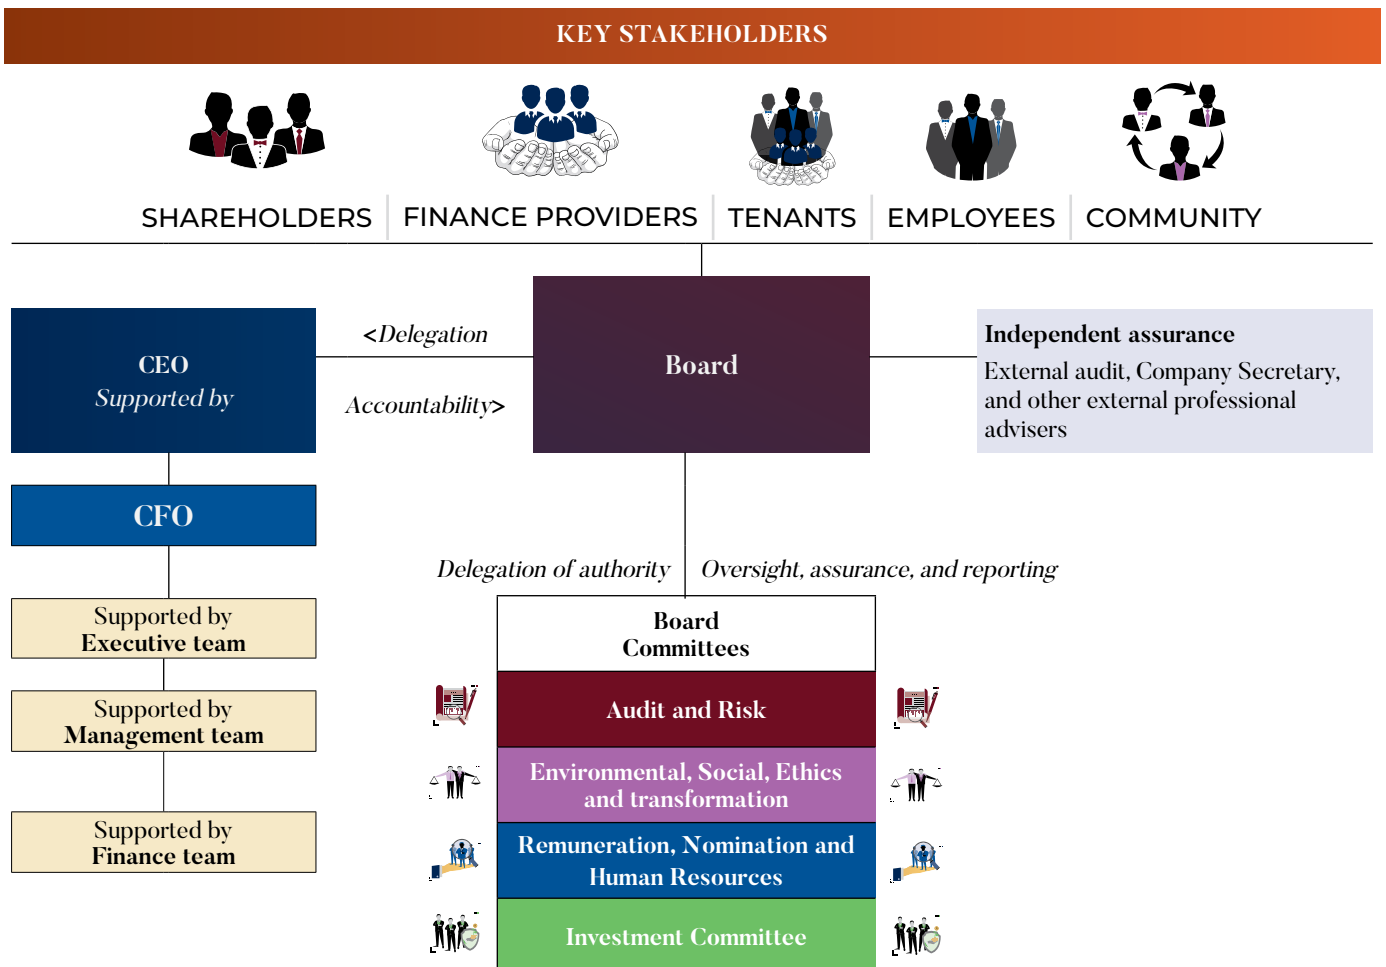 KEY STAKEHOLDERS
SHAREHOLDERS
FINANCE PROVIDERS
TENANTS
EMPLOYEES
COMMUNITY
CEO
Supported by
<Delegation
Accountability>
Board
Independent assurance
External audit, Company Secretary,
and other external professional
advisers
CFO
Supported by
Executive team
Supported by
Management team
Supported by
Finance team
Delegation of authority
Oversight, assurance, and reporting
Board
Committees
Audit and Risk
Environmental, Social, Ethics
and transformation
Remuneration, Nomination and
Human Resources
Investment Committee